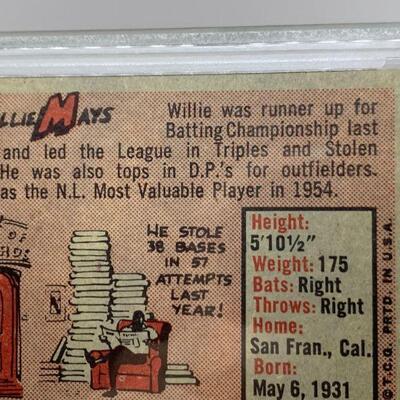 LLIE MAYS
Willie was runner up for
Batting Championship last
and led the League in Triples and Stolen
He was also tops in D.P.'s for outfielders.
as the N.L. Most Valuable Player in 1954.
OF
HE STOLE
38 BASES
IN 57
ATTEMPTS
LAST
YEAR!
Height:
5'10½"
Weight: 175
Bats: Right
Throws: Right
Home:
San Fran., Cal.
Born:
May 6, 1931
© T.C.G. PRTD. IN U.S.A.